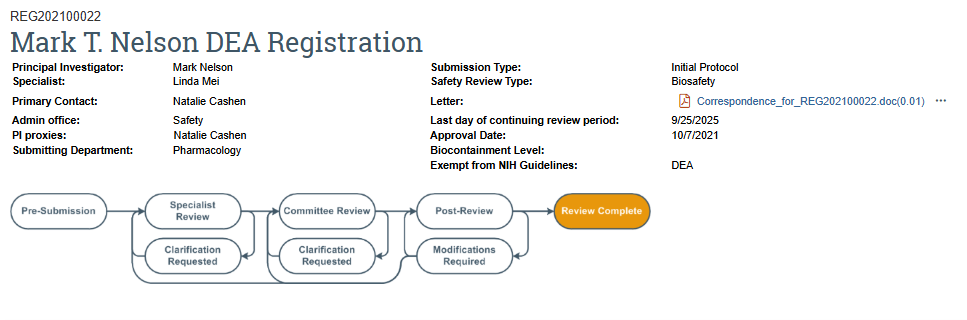 REG202100022
Mark T. Nelson DEA Registration
Principal Investigator: Mark Nelson Submission Type: Initial Protocol
Specialist: Linda Mei Safety Review Type: Biosafety
Primary Contact: Natalie Cashen Letter: Correspondence_for_REG202100022.doc(0.01) ...
Admin office: Safety Last day of continuing review period: 9/25/2025
PI proxies: Natalie Cashen Approval Date: 10/7/2021
Submitting Department: Pharmacology Biocontainment Level:
Exempt from NIH Guidelines: DEA
Pre-Submission
Specialist
Review
Committee Review
Post-Review
Review Complete
Clarification
Requested
Clarification
Requested
Modifications
Required